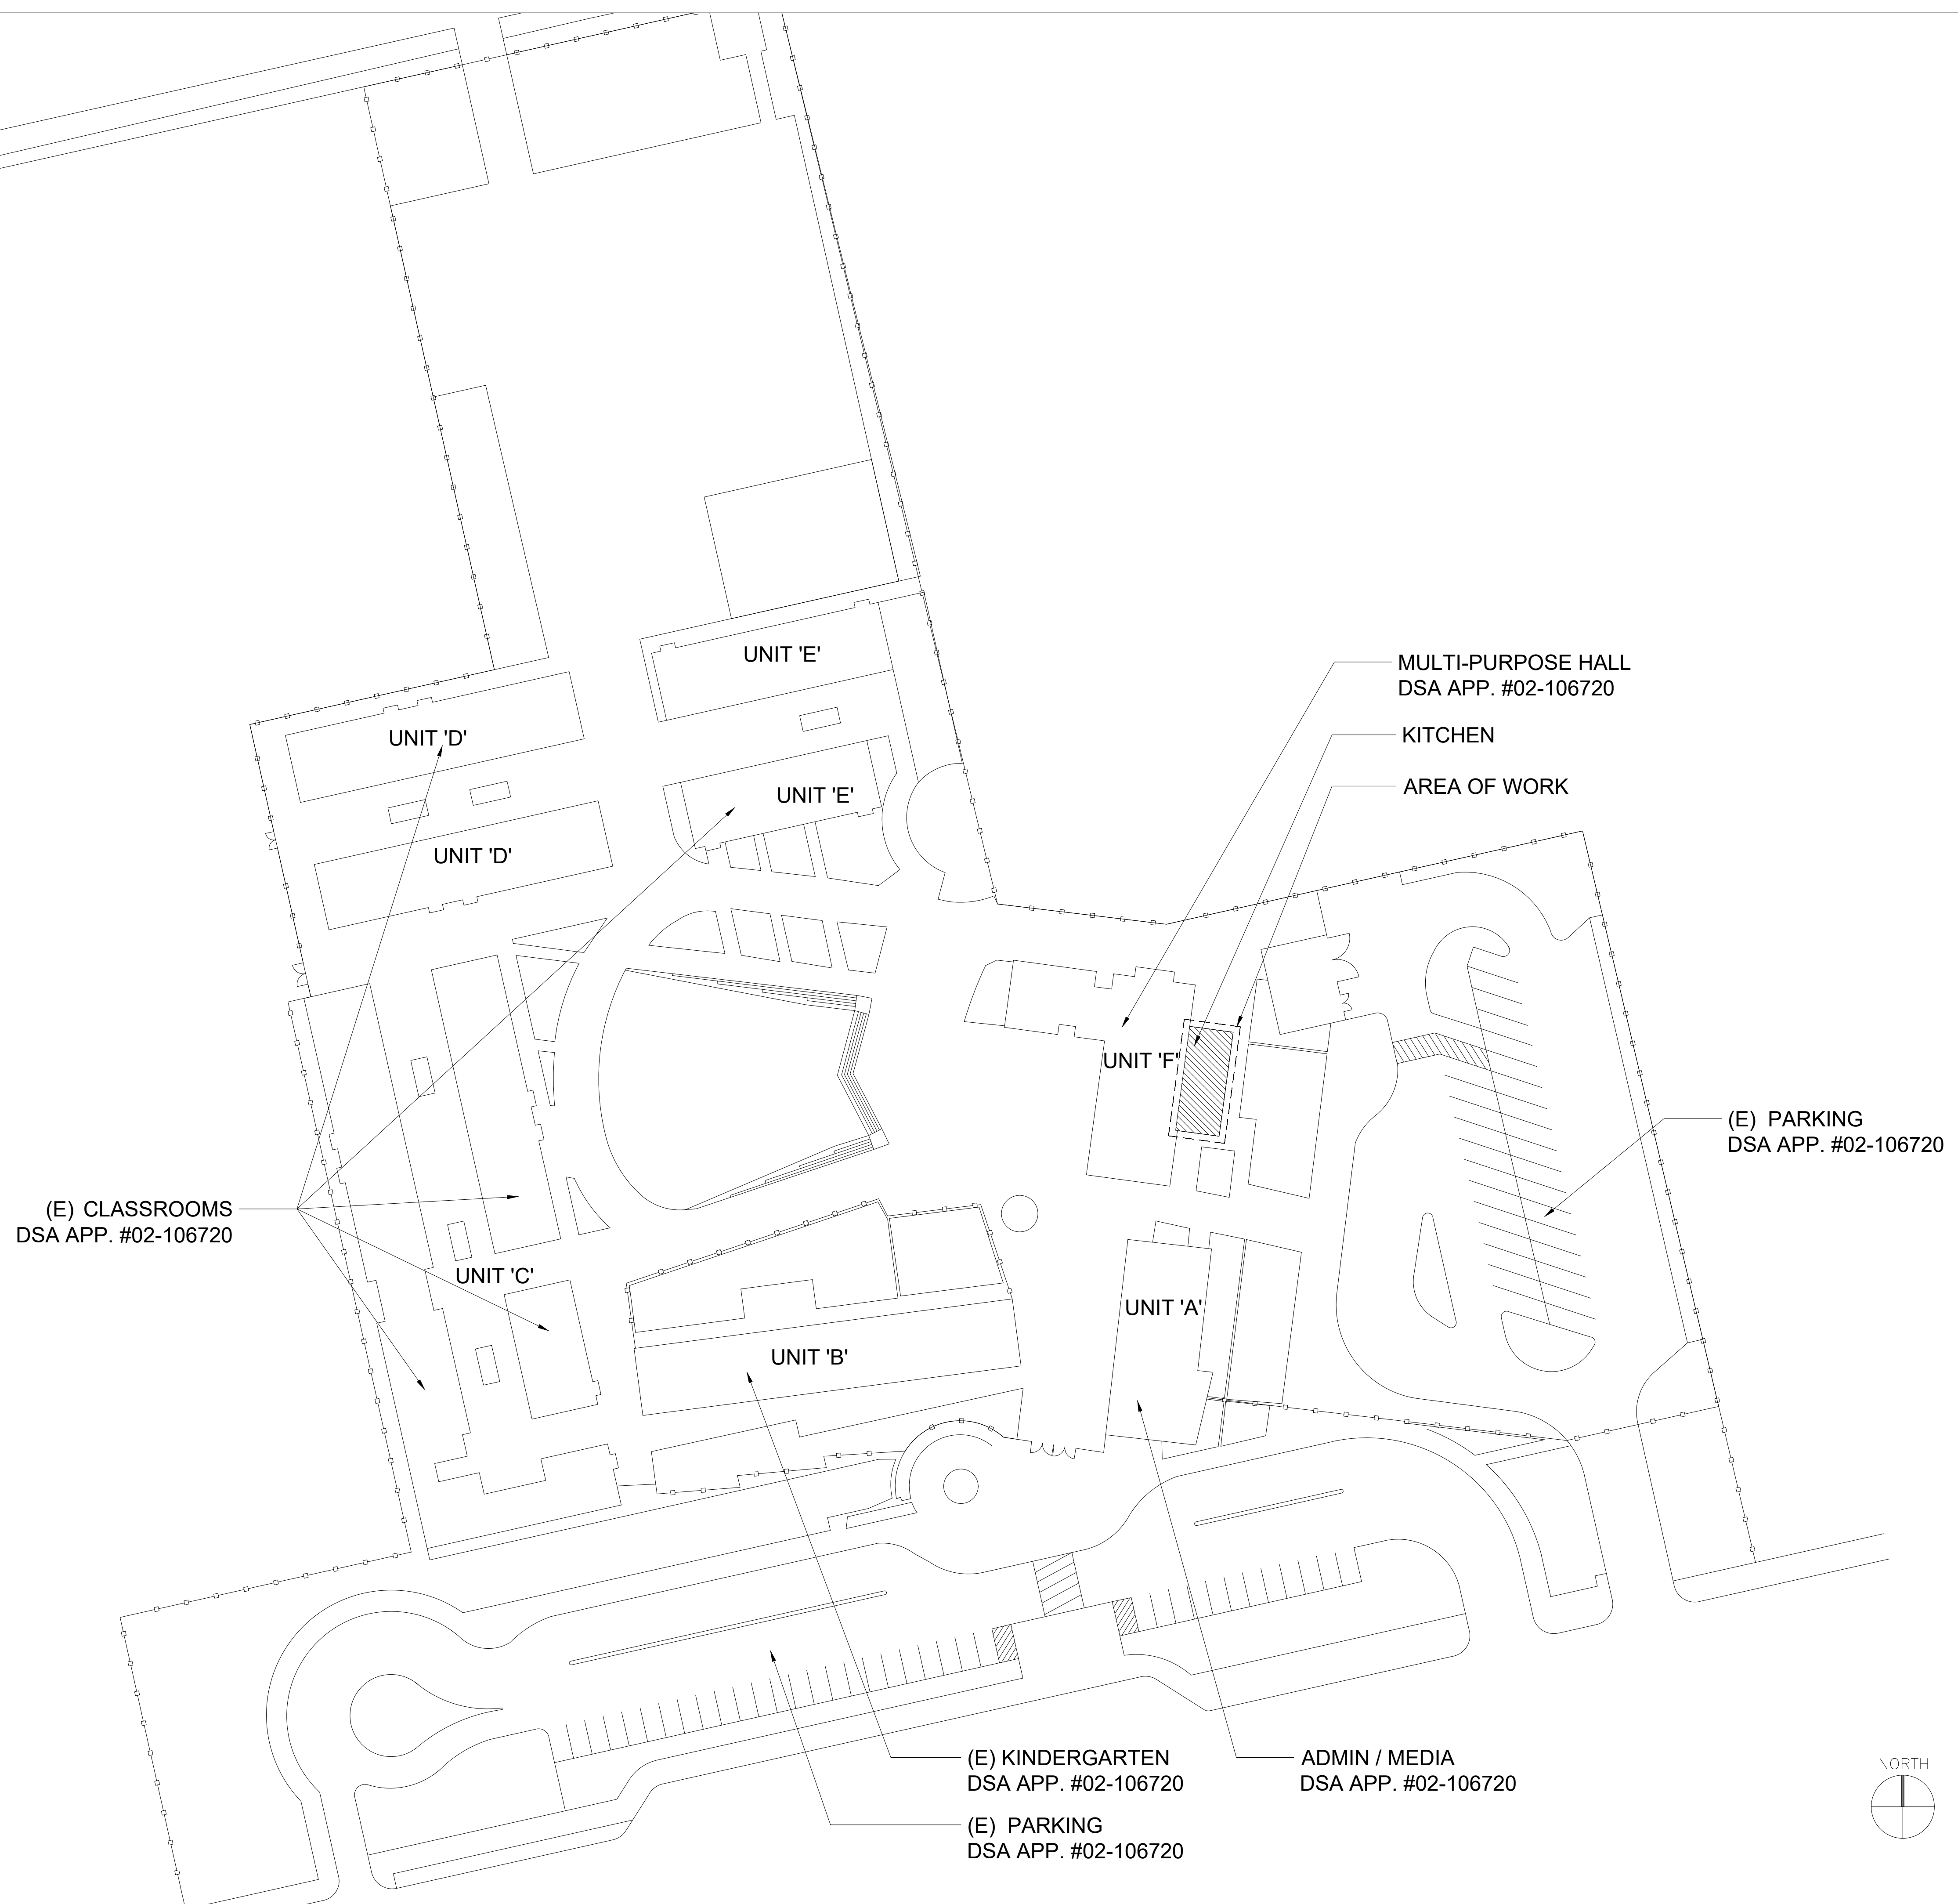 UNIT 'E'
MULTI-PURPOSE HALL
DSA APP. #02-106720
UNIT 'D'
KITCHEN
AREA OF WORK
UNIT 'E'
UNIT 'D'
UNIT 'F'
(E) PARKING
DSA APP. #02-106720
(E) CLASSROOMS
DSA APP. #02-106720
UNIT 'C'
UNIT 'A'
UNIT 'B'
(E) KINDERGARTEN
DSA APP. #02-106720
ADMIN / MEDIA
DSA APP. #02-106720
(E) PARKING
DSA APP. #02-106720
NORTH